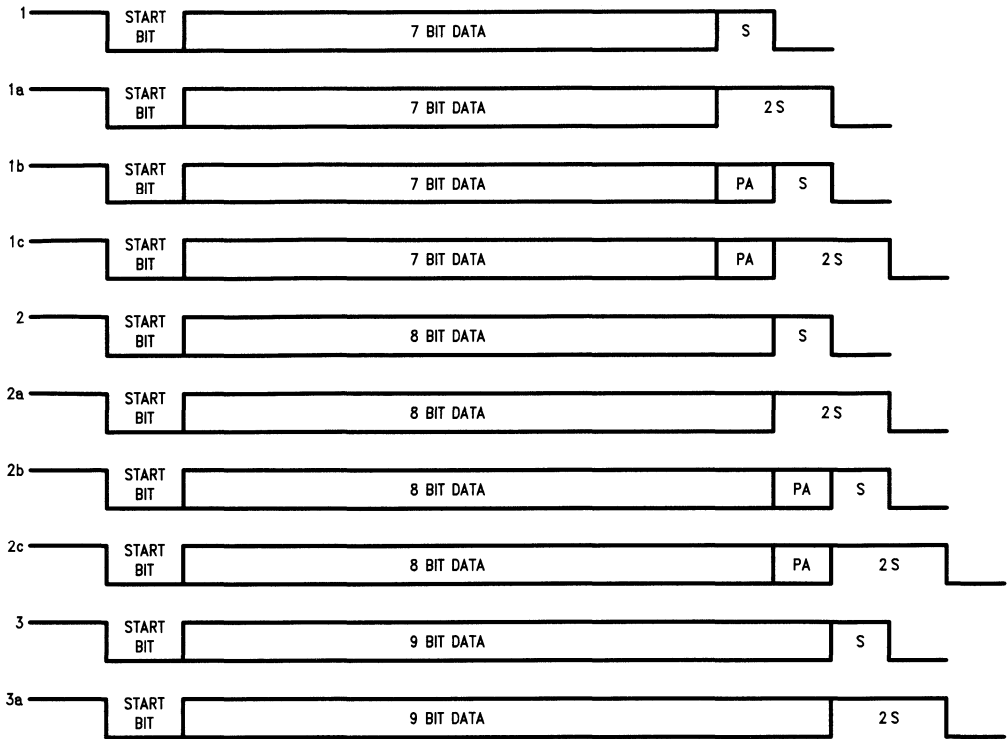 1 START BIT 7 BIT DATA S
1a START BIT 7 BIT DATA 2 S
1b START BIT 7 BIT DATA PA S
1c START BIT 7 BIT DATA PA 2 S
2 START BIT 8 BIT DATA S
2a START BIT 8 BIT DATA 2 S
2b START BIT 8 BIT DATA PA S
2c START BIT 8 BIT DATA PA 2 S
3 START BIT 9 BIT DATA S
3a START BIT 9 BIT DATA 2 S